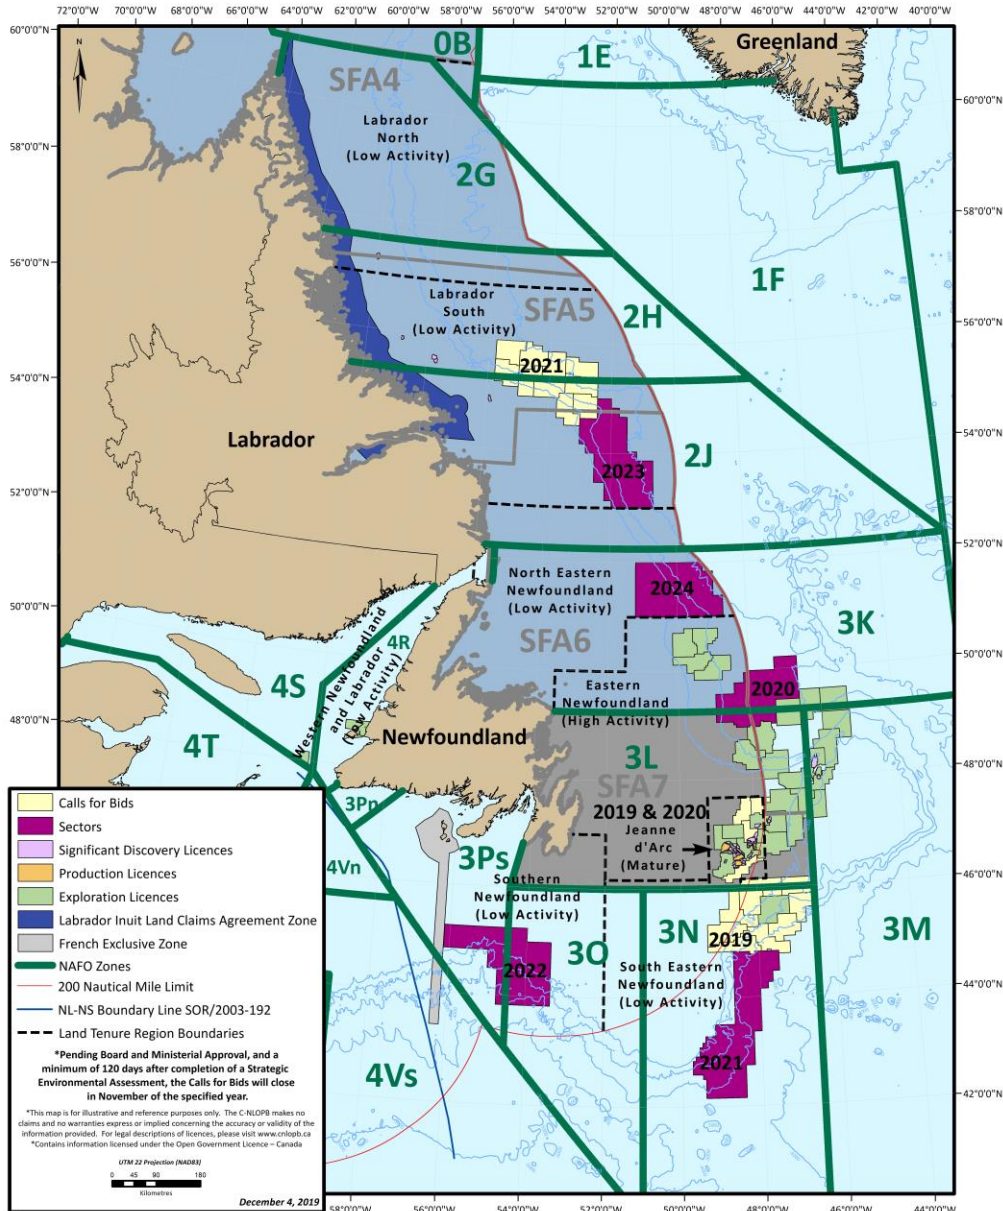 72°0'0"W 70°0'0"W 68°0'0"W 66°0'0"W 64°0'0"W 62°0'0"W 60°0'0"W 58°0'0"W 56°0'0"W 54°0'0"W 52°0'0"W 50°0'0"W 48°0'0"W 46°0'0"W 44°0'0"W 42°0'0"W 40°0'0"W
60°0'0"N
58°0'0"N
56°0'0"N
54°0'0"N
52°0'0"N
50°0'0"N
48°0'0"N
60°0'0"N
58°0'0"N
56°0'0"N
54°0'0"N
52°0'0"N
50°0'0"N
48°0'0"N
46°0'0"N
44°0'0"N
42°0'0"N
N
0B
1E
Greenland
SFA4
Labrador
North
(Low Activity)
2G
1F
Labrador
South
(Low Activity)
SFA5
2H
2021
Labrador
2J
2023
North Eastern
Newfoundland
(Low Activity)
2024
3K
SFA6
4R
4S
Western Newfoundland
and Labrador
(Low Activity)
2020
Eastern
Newfoundland
(High Activity)
4T
Newfoundland
3L
SFA7
2019 & 2020
Jeanne
d'Arc
(Mature)
3Pn
4Vn
3Ps
Southern
Newfoundland
(Low Activity)
3O
3N
2019
3M
South Eastern
Newfoundland
(Low Activity)
2022
2021
4Vs
Calls for Bids
Sectors
Significant Discovery Licences
Production Licences
Exploration Licences
Labrador Inuit Land Claims Agreement Zone
French Exclusive Zone
NAFO Zones
200 Nautical Mile Limit
NL-NS Boundary Line SOR/2003-192
Land Tenure Region Boundaries
*Pending Board and Ministerial Approval, and a
minimum of 120 days after completion of a Strategic
Environmental Assessment, the Calls for Bids will close
in November of the specified year.
*This map is for illustrative and reference purposes only. The C-NLOPB makes no
claims and no warranties express or implied concerning the accuracy or validity of the
information provided. For legal descriptions of licences, please visit www.cnlopb.ca
*Contains information licensed under the Open Government Licence – Canada
UTM 22 Projection (NAD83)
0 45 90 180
Kilometres
December 4, 2019
58°0'0"W 56°0'0"W 54°0'0"W 52°0'0"W 50°0'0"W 48°0'0"W 46°0'0"W 44°0'0"W